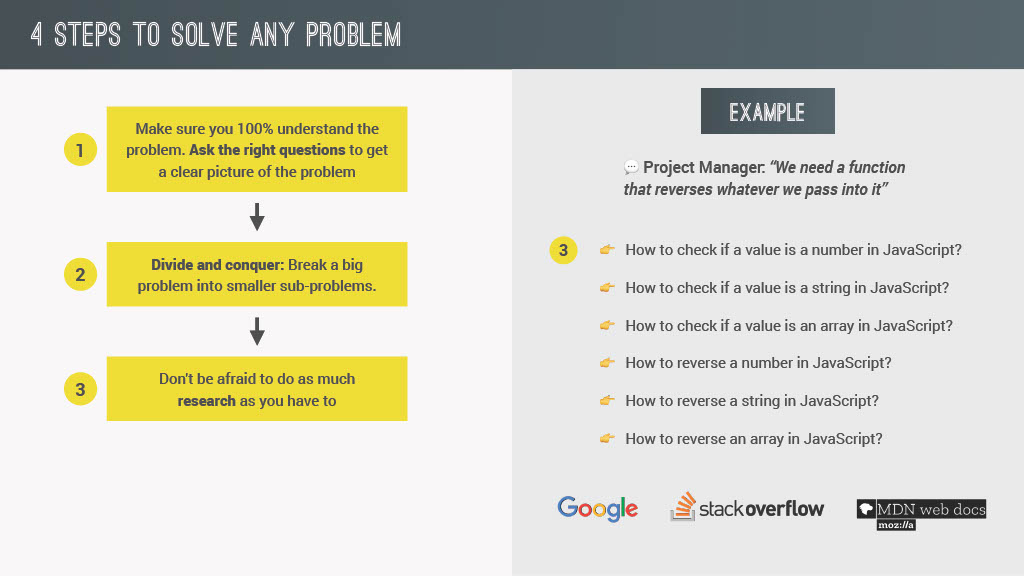 4 STEPS TO SOLVE ANY PROBLEM
1
Make sure you 100% understand the
problem. Ask the right questions to get
a clear picture of the problem
2
Divide and conquer: Break a big
problem into smaller sub-problems.
3
Don't be afraid to do as much
research as you have to
EXAMPLE
Project Manager: “We need a function
that reverses whatever we pass into it”
3
How to check if a value is a number in JavaScript?
How to check if a value is a string in JavaScript?
How to check if a value is an array in JavaScript?
How to reverse a number in JavaScript?
How to reverse a string in JavaScript?
How to reverse an array in JavaScript?
Google
stackoverflow
MDN web docs
moz://a